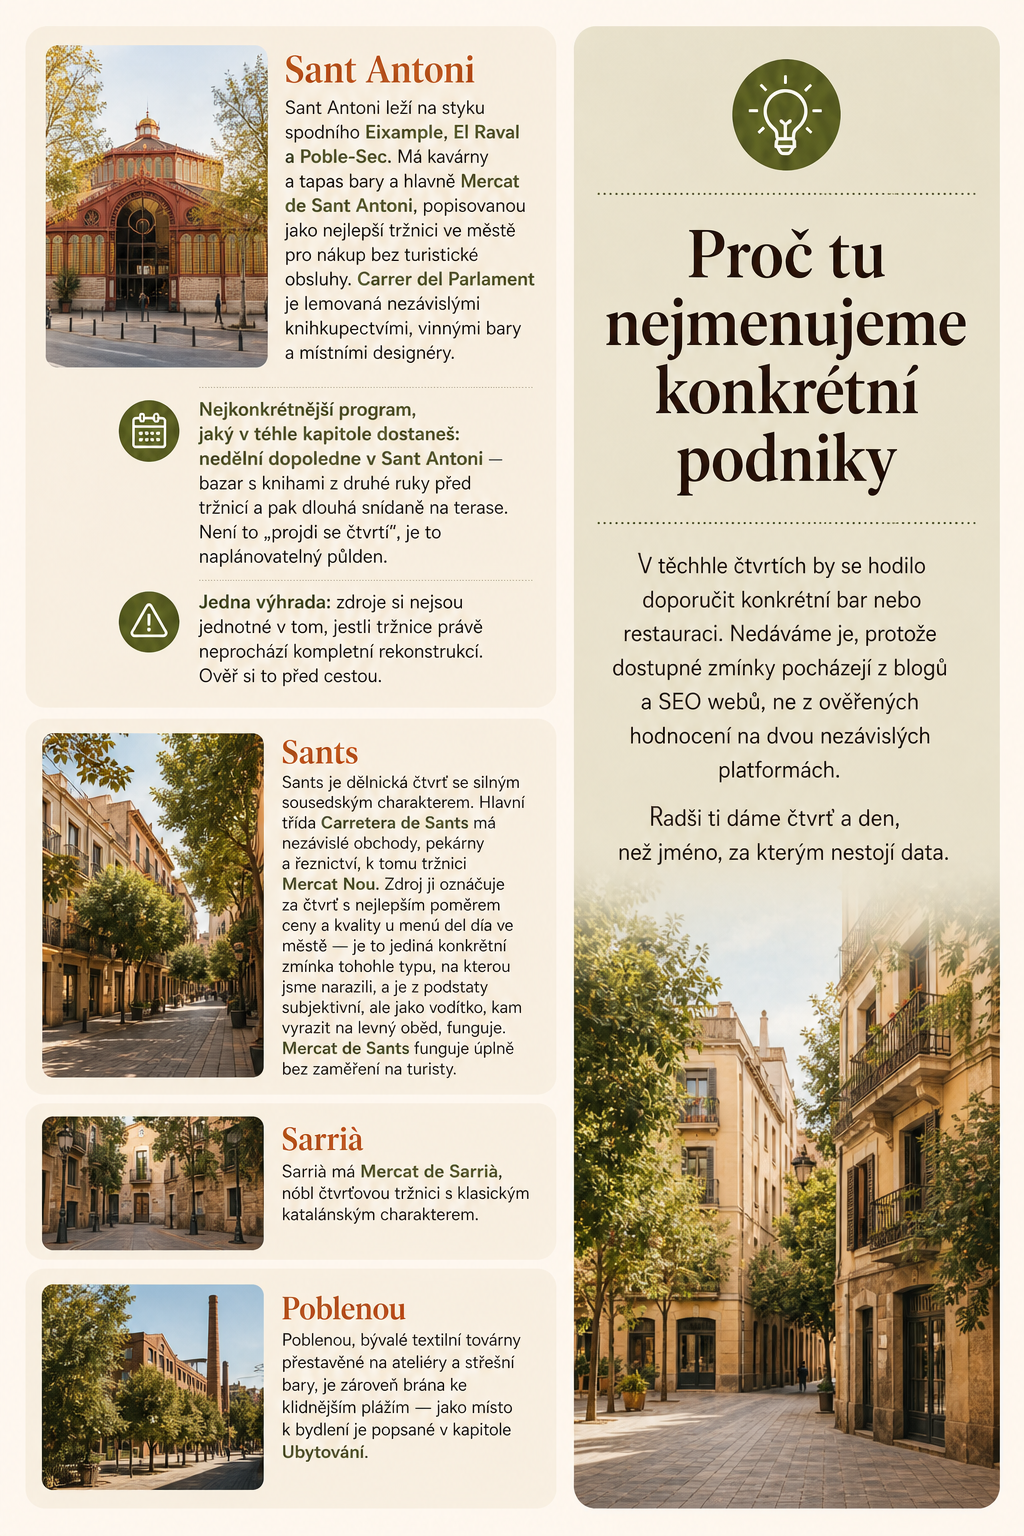 Sant Antoni
Sant Antoni leží na styku
spodního Eixample, El Raval
a Poble-Sec. Má kavárny
a tapas bary a hlavně Mercat
de Sant Antoni, popisovanou
jako nejlepší tržnici ve městě
pro nákup bez turistické
obsluhy. Carrer del Parlament
je lemovaná nezávislými
knihkupectvími, vinnými bary
a místními designéry.
Nejkonkrétnější program,
jaký v téhle kapitole dostaneš:
nedělní dopoledne v Sant Antoni —
bazar s knihami z druhé ruky před
tržnicí a pak dlouhá snídaně na terase.
Není to „projdi se čtvrtí“, je to
naplánovatelný půlden.
Jedna výhrada: zdroje si nejsou
jednotné v tom, jestli tržnice právě
neprochází kompletní rekonstrukcí.
Ověř si to před cestou.
Sants
Sants je dělnická čtvrť se silným
sousedským charakterem. Hlavní
třída Carretera de Sants má
nezávislé obchody, pekárny
a řeznictví, k tomu tržnici
Mercat Nou. Zdroj ji oznáčuje
za čtvrť s nejlepším poměrem
ceny a kvality u menú del día ve
městě — je to jediná konkrétní
zmínka tohohle typu, na kterou
jsme narazili, a je z podstaty
subjektivní, ale jako vodítko, kam
vyrazit na levný oběd, funguje.
Mercat de Sants funguje úplně
bez zaměření na turisty.
Sarrià
Sarrià má Mercat de Sarrià,
nóbl čtvrťovou tržnici s klasickým
katalánským charakterem.
Poblenou
Poblenou, bývalé textilní továrny
přestavěné na ateliéry a střešní
bary, je zároveň brána ke
klidnějším plážím — jako místo
k bydlení je popsané v kapitole
Ubytování.
Proč tu
nejmenujeme
konkrétní
podniky
V těchhle čtvrtích by se hodilo
doporučit konkrétní bar nebo
restauraci. Nedáváme je, protože
dostupné zmínky pocházejí z blogů
a SEO webů, ne z ověřených
hodnocení na dvou nezávislých
platformách.
Radši ti dáme čtvrť a den,
než jméno, za kterým nestojí data.